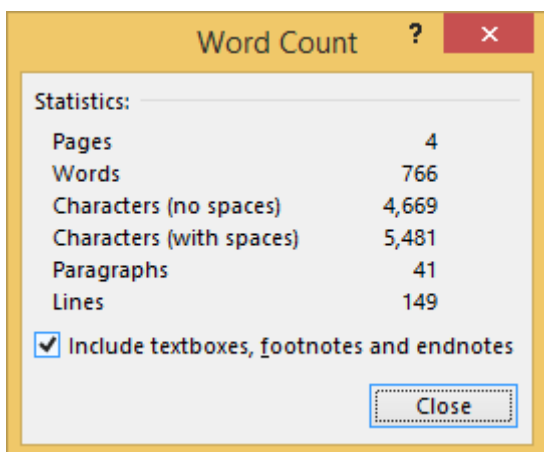 Word Count ?
Statistics:
Pages 4
Words 766
Characters (no spaces) 4,669
Characters (with spaces) 5,481
Paragraphs 41
Lines 149
Include textboxes, footnotes and endnotes
Close